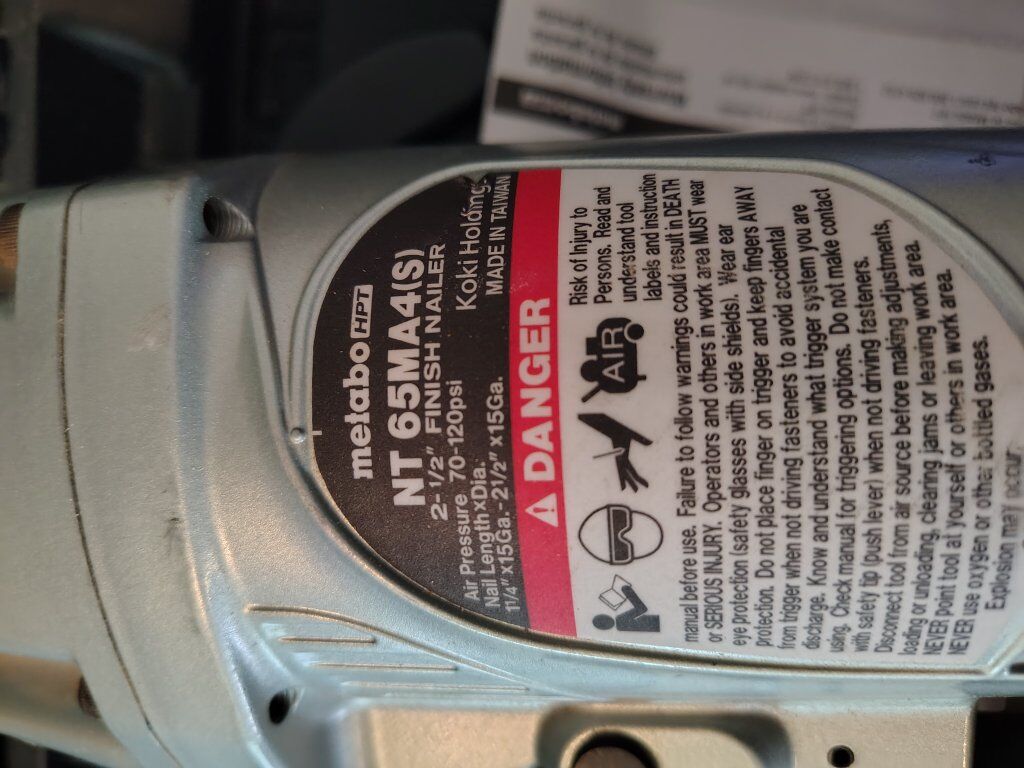 metabo HPT
NT 65MA4(S)
2-1/2" FINISH NAILER
Air Pressure 70-120psi
Koki Holdings
Nail Length×Dia.
MADE IN TAIWAN
11/4"×15Ga.-21/2"×15Ga.
DANGER
AIR
Risk of Injury to
Persons. Read and
understand tool
labels and instruction
manual before use. Failure to follow warnings could result in DEATH
or SERIOUS INJURY. Operators and others in work area MUST wear
eye protection (safety glasses with side shields). Wear ear
protection. Do not place finger on trigger and keep fingers AWAY
from trigger when not driving fasteners to avoid accidental
discharge. Know and understand what trigger system you are
using. Check manual for triggering options. Do not make contact
with safety tip (push lever) when not driving fasteners.
Disconnect tool from air source before making adjustments,
loading or unloading, clearing jams or leaving work area.
NEVER point tool at yourself or others in work area.
NEVER use oxygen or other bottled gases.
Explosion may occur.